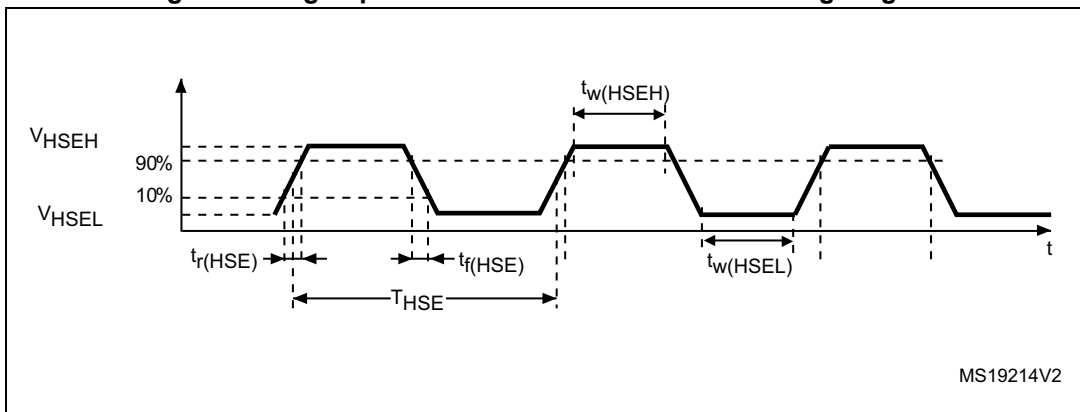 tw(HSEH)
VHSEH
90%
10%
VHSEL
tr(HSE)
tf(HSE)
tw(HSEL)
t
THSE
MS19214V2